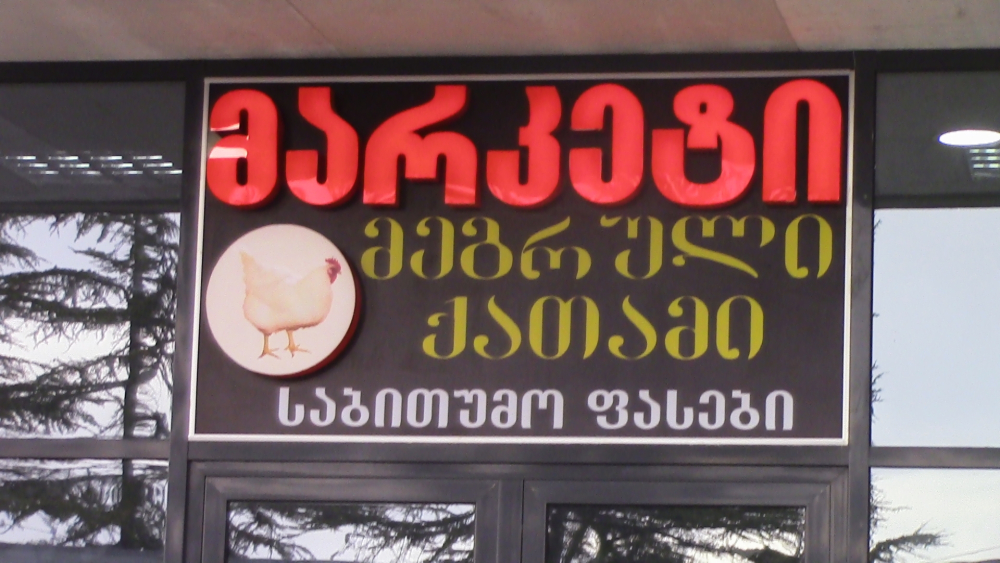 მარკეტი
მეგრული
ქათამი
საბითუმო ფასები